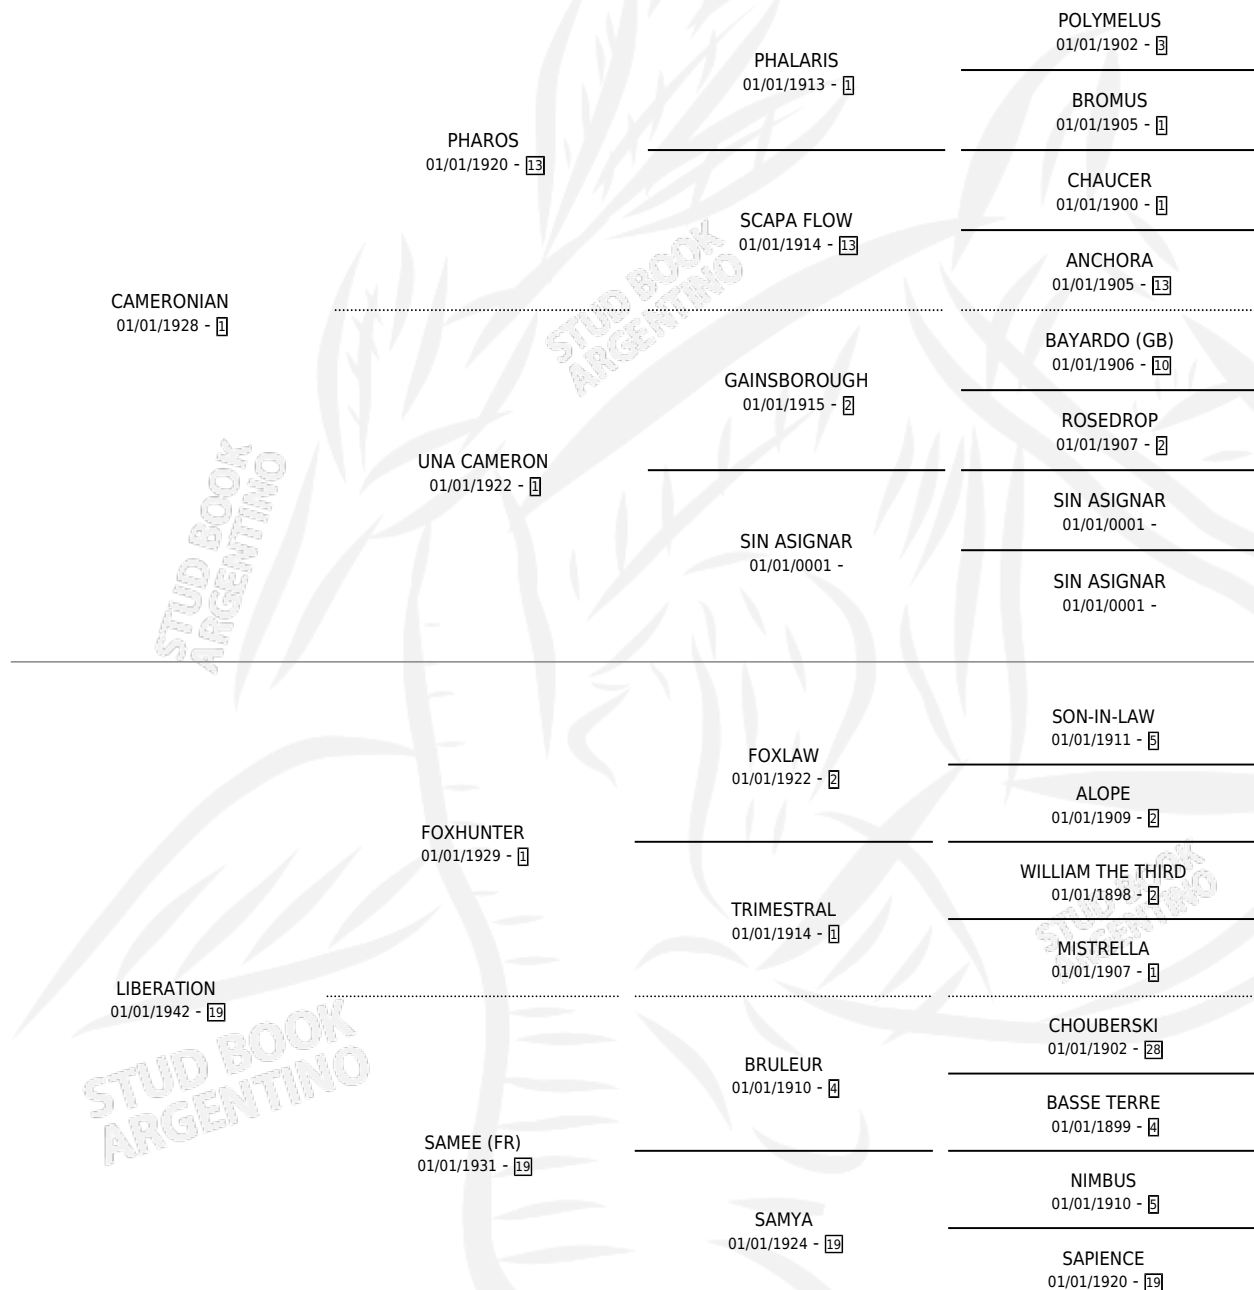 POLYMELUS
01/01/1902 - 3
PHALARIS
01/01/1913 - 1
BROMUS
01/01/1905 - 1
PHAROS
01/01/1920 - 13
CHAUCER
01/01/1900 - 1
SCAPA FLOW
01/01/1914 - 13
ANCHORA
01/01/1905 - 13
CAMERONIAN
01/01/1928 - 1
BAYARDO (GB)
01/01/1906 - 10
GAINSBOROUGH
01/01/1915 - 2
ROSEDROP
01/01/1907 - 2
UNA CAMERON
01/01/1922 - 1
SIN ASIGNAR
01/01/0001 -
SIN ASIGNAR
01/01/0001 -
SIN ASIGNAR
01/01/0001 -
STUD BOOK
ARGENTINO
STUD BOOK
ARGENTINO
SON-IN-LAW
01/01/1911 - 5
FOXLAW
01/01/1922 - 2
ALOPE
01/01/1909 - 2
FOXHUNTER
01/01/1929 - 1
WILLIAM THE THIRD
01/01/1898 - 2
TRIMESTRAL
01/01/1914 - 1
MISTRELLA
01/01/1907 - 1
LIBERATION
01/01/1942 - 19
CHOUBERSKI
01/01/1902 - 28
BRULEUR
01/01/1910 - 4
BASSE TERRE
01/01/1899 - 4
SAMEE (FR)
01/01/1931 - 19
NIMBUS
01/01/1910 - 5
SAMYA
01/01/1924 - 19
SAPIENCE
01/01/1920 - 19
STUD BOOK
ARGENTINO
STUD BOOK
ARGENTINO